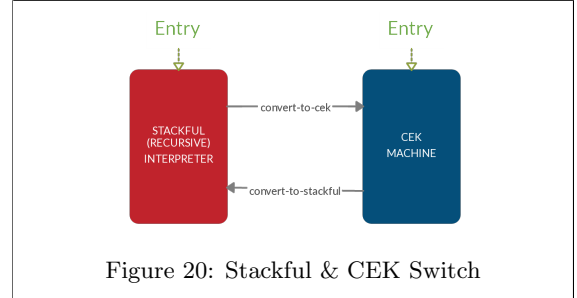 Entry
Entry
STACKFUL
(RECURSIVE)
INTERPRETER
convert-to-cek
CEK
MACHINE
convert-to-stackful
Figure 20: Stackful & CEK Switch